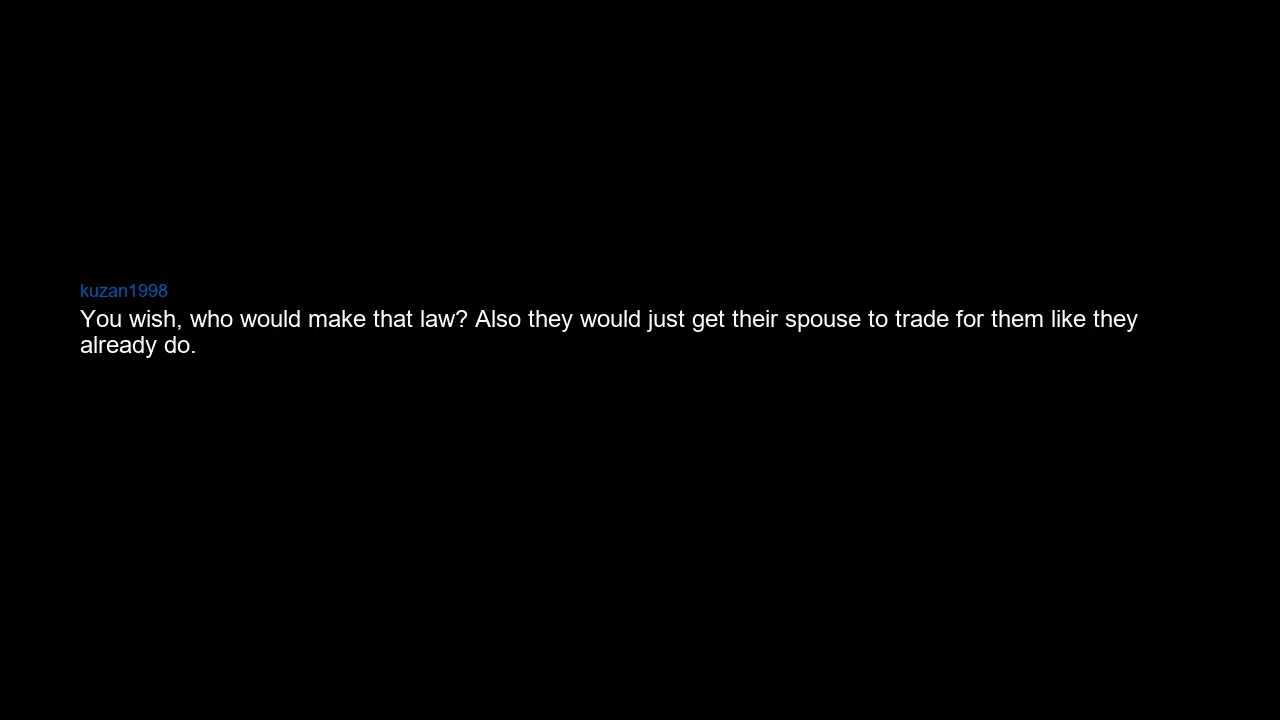 kuzan1998
You wish, who would make that law? Also they would just get their spouse to trade for them like they
already do.